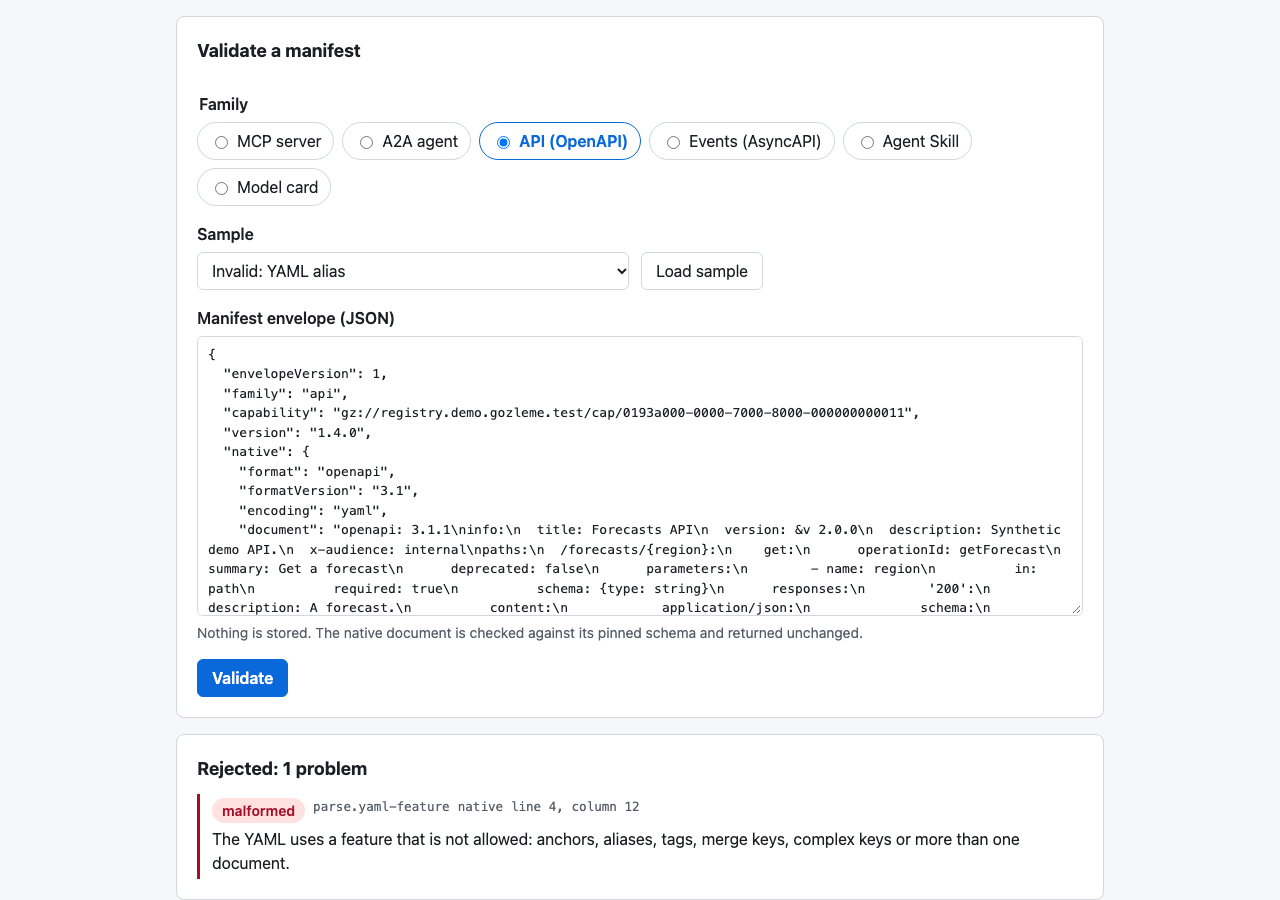 Validate a manifest
Family
MCP server
A2A agent
API (OpenAPI)
Events (AsyncAPI)
Agent Skill
Model card
Sample
Invalid: YAML alias
Load sample
Manifest envelope (JSON)
{
  "envelopeVersion": 1,
  "family": "api",
  "capability": "gz://registry.demo.gozleme.test/cap/0193a000-0000-7000-8000-000000000011",
  "version": "1.4.0",
  "native": {
    "format": "openapi",
    "formatVersion": "3.1",
    "encoding": "yaml",
    "document": "openapi: 3.1.1\ninfo:\n  title: Forecasts API\n  version: &v 2.0.0\n  description: Synthetic
demo API.\n  x-audience: internal\npaths:\n  /forecasts/{region}:\n    get:\n      operationId: getForecast\n
summary: Get a forecast\n      deprecated: false\n      parameters:\n        - name: region\n          in:
path\n          required: true\n          schema: {type: string}\n      responses:\n        '200':\n
description: A forecast.\n          content:\n            application/json:\n              schema:\n
Nothing is stored. The native document is checked against its pinned schema and returned unchanged.
Validate
Rejected: 1 problem
malformed parse.yaml-feature native line 4, column 12
The YAML uses a feature that is not allowed: anchors, aliases, tags, merge keys, complex keys or more than one
document.